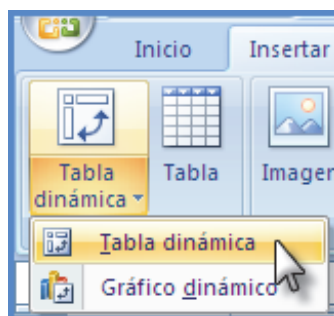 Inicio Insertar
Tabla dinámica
Tabla
Imagen
Tabla dinámica
Gráfico dinámico